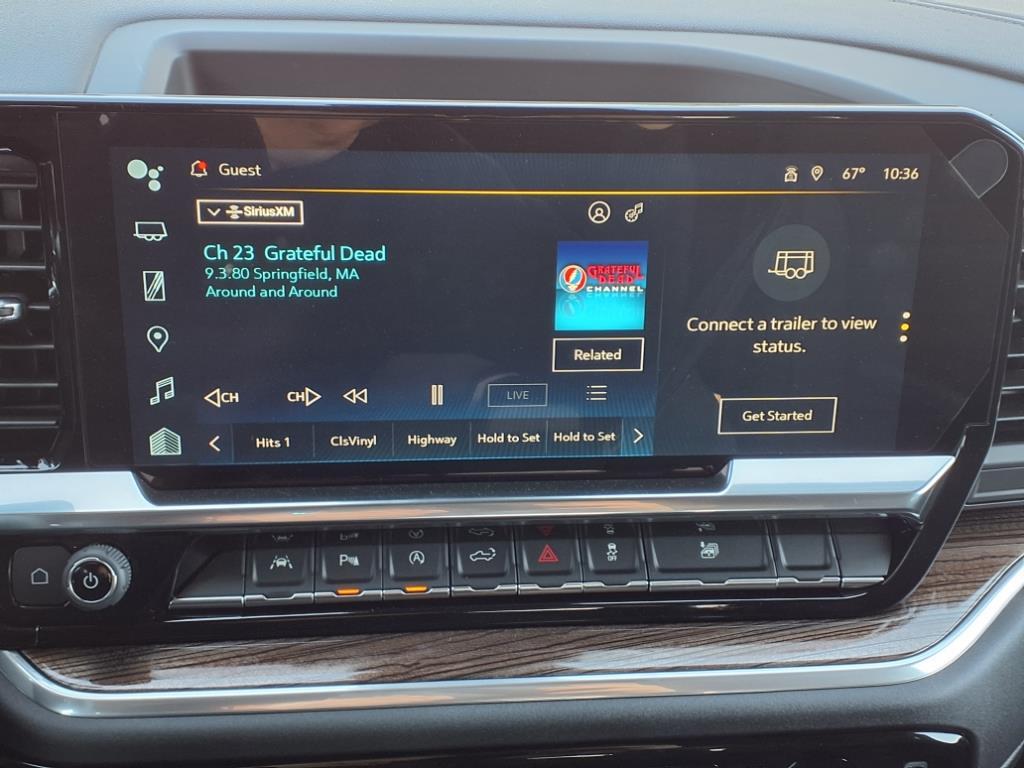 Guest
67°
10:36
SiriusXM
Ch 23 Grateful Dead
9.3.80 Springfield, MA
Around and Around
GRATEFUL
DEAD
CHANNEL
Related
Connect a trailer to view
status.
Get Started
CH
CH
LIVE
Hits 1
ClsVinyl
Highway
Hold to Set
Hold to Set
P
A
OFF